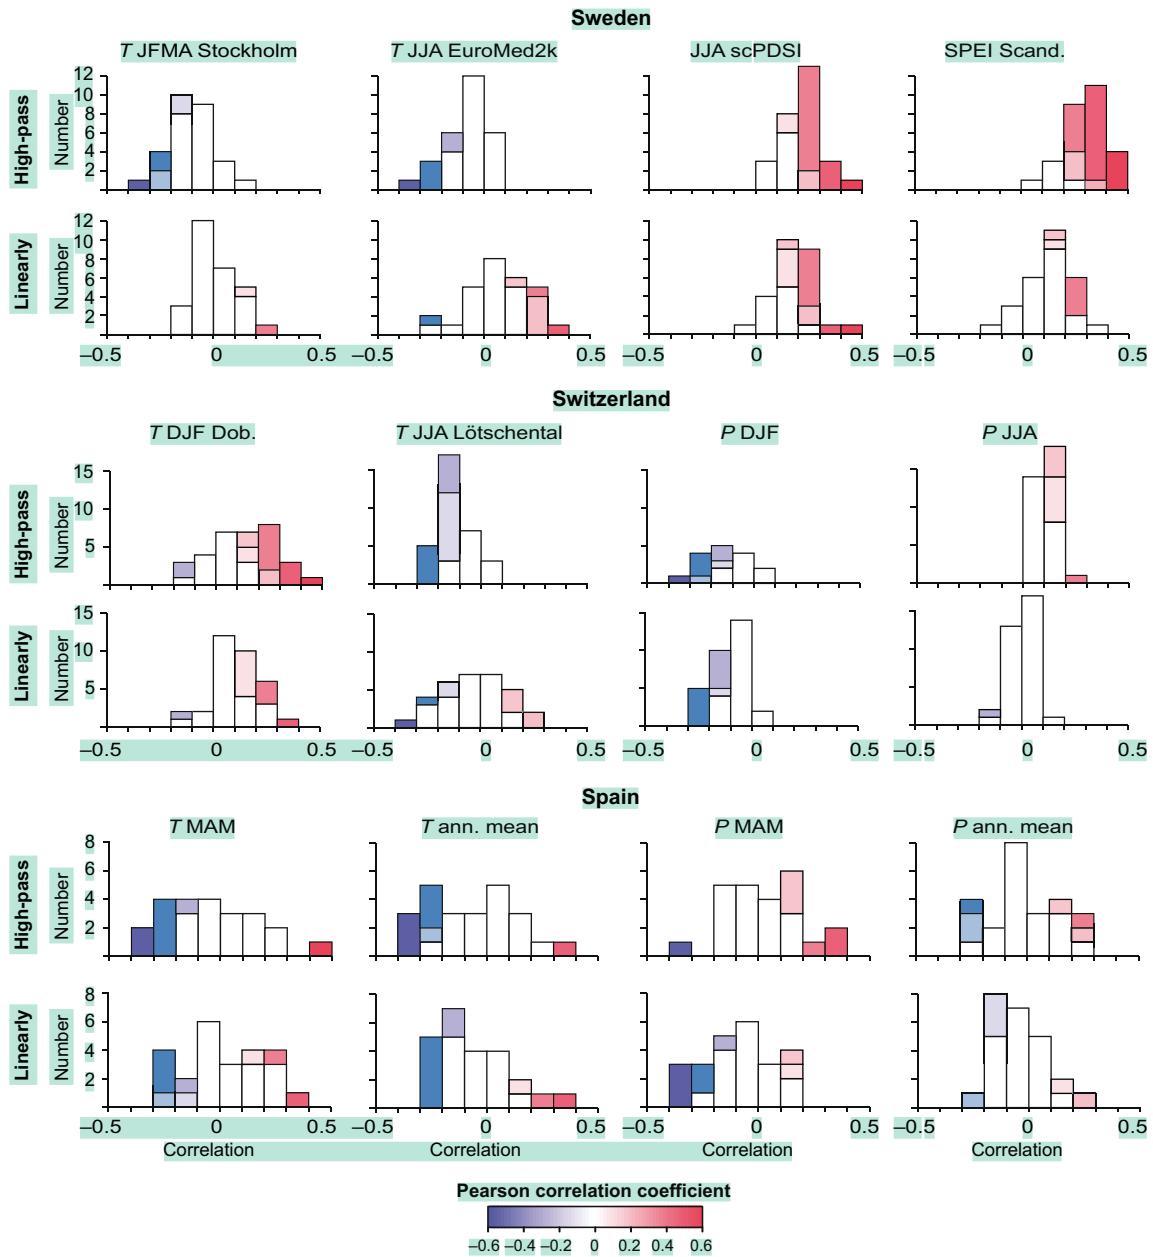 Sweden
T JFMA Stockholm T JJA EuroMed2k JJA scPDSI SPEI Scand.
High-pass
Number
12
10
8
6
4
2
Linearly
Number
12
10
8
6
4
2
–0.5 0 0.5 –0.5 0 0.5 –0.5 0 0.5 –0.5 0 0.5
Switzerland
T DJF Dob. T JJA Lötschental P DJF P JJA
High-pass
Number
15
10
5
Linearly
Number
15
10
5
–0.5 0 0.5 –0.5 0 0.5 –0.5 0 0.5 –0.5 0 0.5
Spain
T MAM T ann. mean P MAM P ann. mean
High-pass
Number
8
6
4
2
Linearly
Number
8
6
4
2
–0.5 0 0.5 –0.5 0 0.5 –0.5 0 0.5 –0.5 0 0.5
Correlation Correlation Correlation Correlation
Pearson correlation coefficient
–0.6 –0.4 –0.2 0 0.2 0.4 0.6